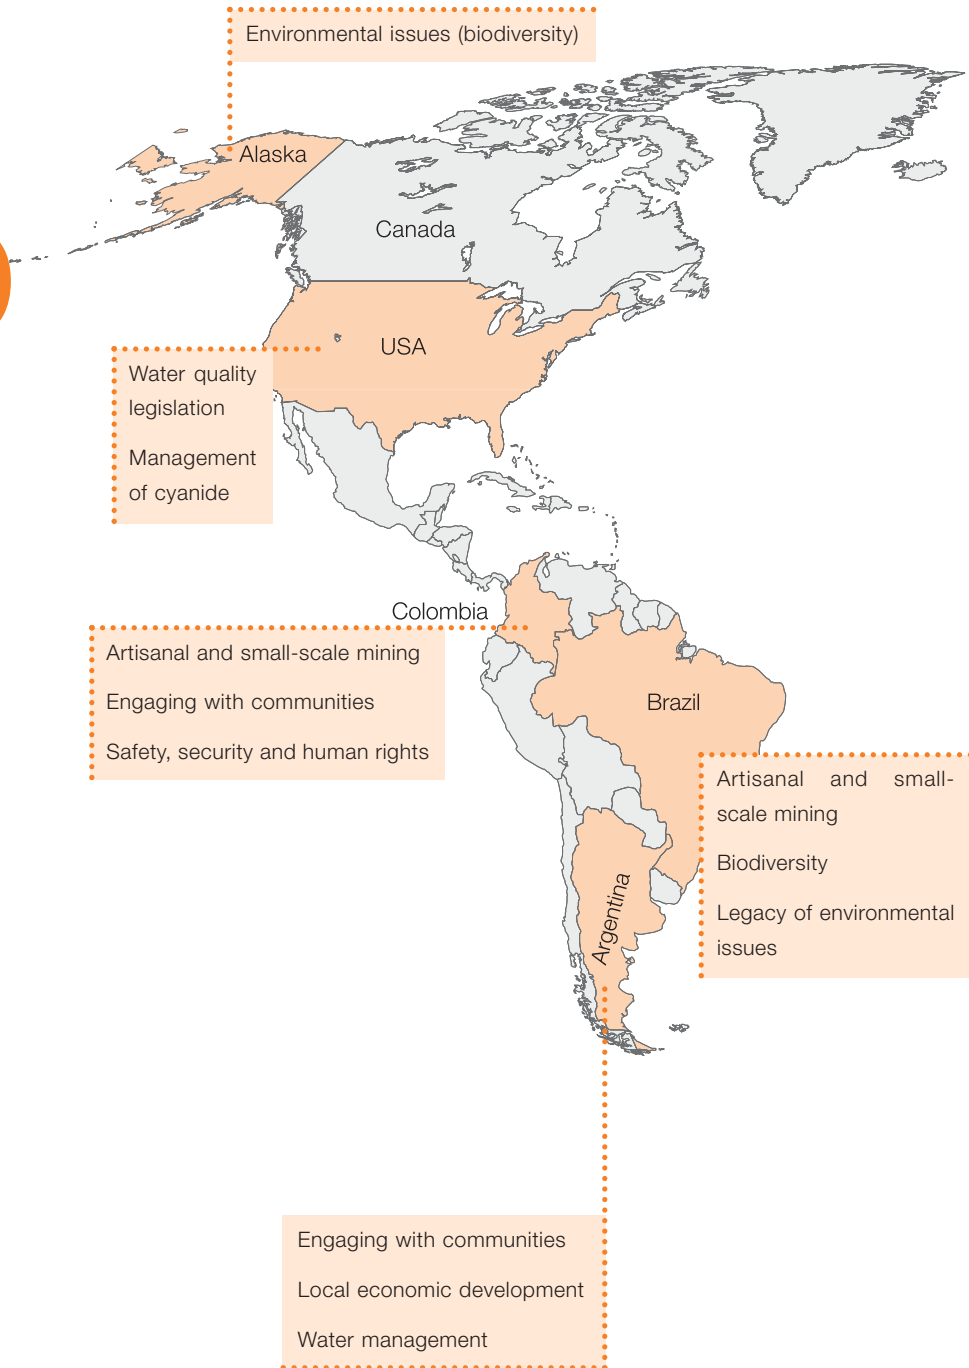 Environmental issues (biodiversity)
Alaska
Canada
USA
Water quality
legislation
Management
of cyanide
Colombia
Artisanal and small-scale mining
Engaging with communities
Safety, security and human rights
Brazil
Artisanal and small-
scale mining
Biodiversity
Legacy of environmental
issues
Argentina
Engaging with communities
Local economic development
Water management